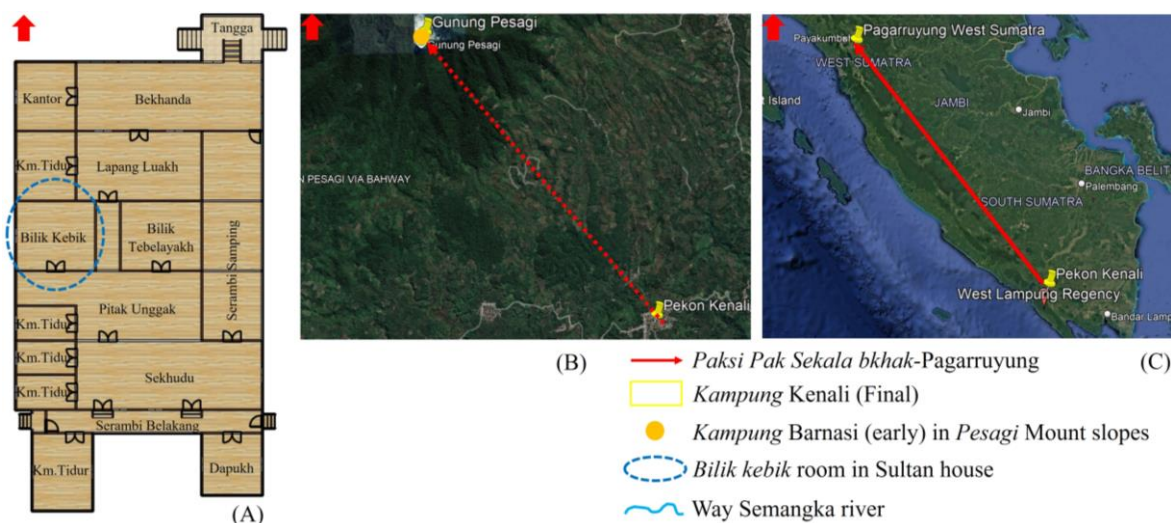 Tangga
Kantor
Bekhanda
Km.Tidur
Lapang Luakh
Bilik Kebik
Bilik
Tebelayakh
Serambi Samping
Pitak Unggak
Km.Tidur
Km.Tidur
Km.Tidur
Sekhudu
Serambi Belakang
Km.Tidur
Dapukh
(A)
Gunung Pesagi
Gunung Pesagi
N PESAGI VIA BAHWAY
Pekon Kenali
(B)
Pagarruyung West Sumatra
Payakumbuh
WEST SUMATRA
t Island
JAMBI
Jambi
BANGKA BELIT
Palembang
SOUTH SUMATRA
Pekon Kenali
West Lampung Regency
Bandar Lamp
(C)
Paksi Pak Sekala bkhak-Pagarruyung
Kampung Kenali (Final)
Kampung Barnasi (early) in Pesagi Mount slopes
Bilik kebik room in Sultan house
Way Semangka river